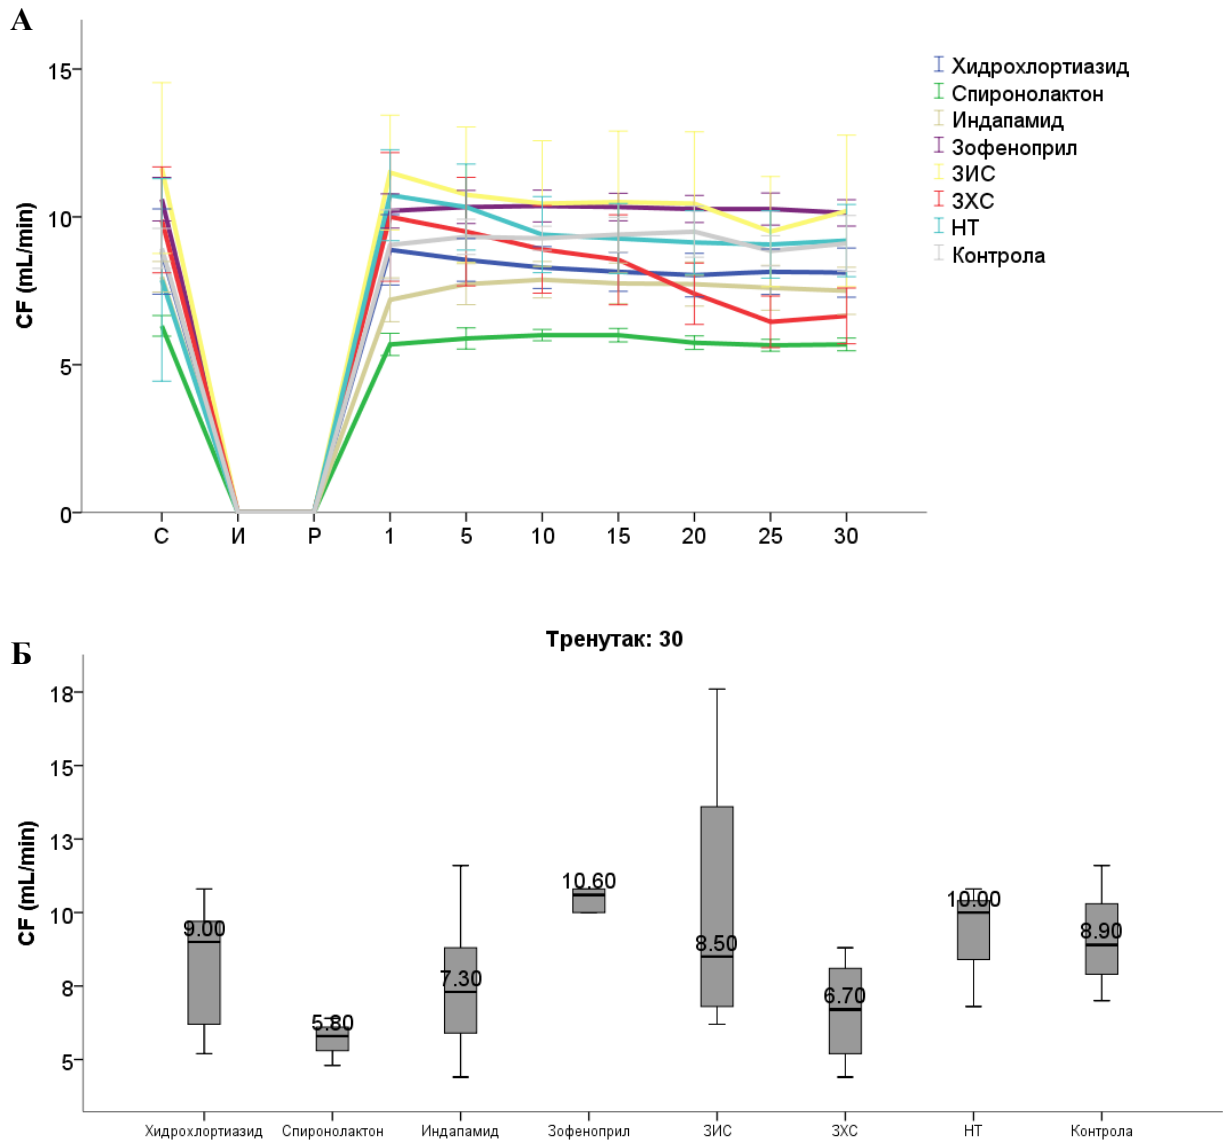 А
CF (mL/min)
15
10
5
0
С И Р 1 5 10 15 20 25 30
Хидрохлортиазид
Спиронолактон
Индапамид
Зофеноприл
ЗИС
ЗХС
НТ
Контрола
Б
Тренутак: 30
CF (mL/min)
18
15
13
10
8
5
9.00
5.80
7.30
10.60
8.50
6.70
10.00
8.90
Хидрохлортиазид Спиронолактон Индапамид Зофеноприл ЗИС ЗХС НТ Контрола